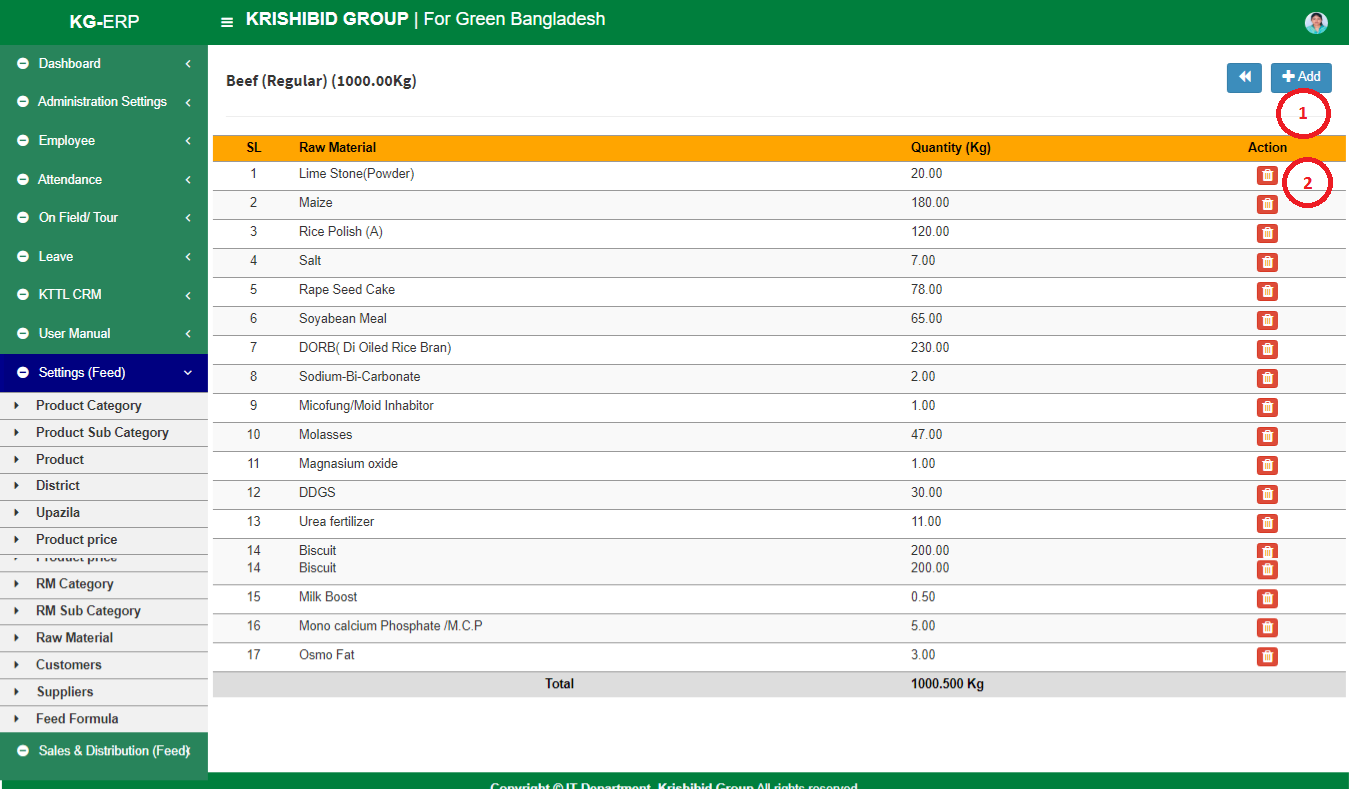 KG-ERP
KRISHIBID GROUP | For Green Bangladesh
Dashboard
Administration Settings
Employee
Attendance
On Field/ Tour
Leave
KTTL CRM
User Manual
Settings (Feed)
Product Category
Product Sub Category
Product
District
Upazila
Product price
Product price
RM Category
RM Sub Category
Raw Material
Customers
Suppliers
Feed Formula
Sales & Distribution (Feed)
Beef (Regular) (1000.00Kg)
Add
1
SL Raw Material Quantity (Kg) Action
1 Lime Stone(Powder) 20.00
2
2 Maize 180.00
3 Rice Polish (A) 120.00
4 Salt 7.00
5 Rape Seed Cake 78.00
6 Soyabean Meal 65.00
7 DORB( Di Oiled Rice Bran) 230.00
8 Sodium-Bi-Carbonate 2.00
9 Micofung/Moid Inhabitor 1.00
10 Molasses 47.00
11 Magnasium oxide 1.00
12 DDGS 30.00
13 Urea fertilizer 11.00
14 Biscuit 200.00
14 Biscuit 200.00
15 Milk Boost 0.50
16 Mono calcium Phosphate /M.C.P 5.00
17 Osmo Fat 3.00
Total 1000.500 Kg
Copyright © IT Department, Krishibid Group All rights reserved